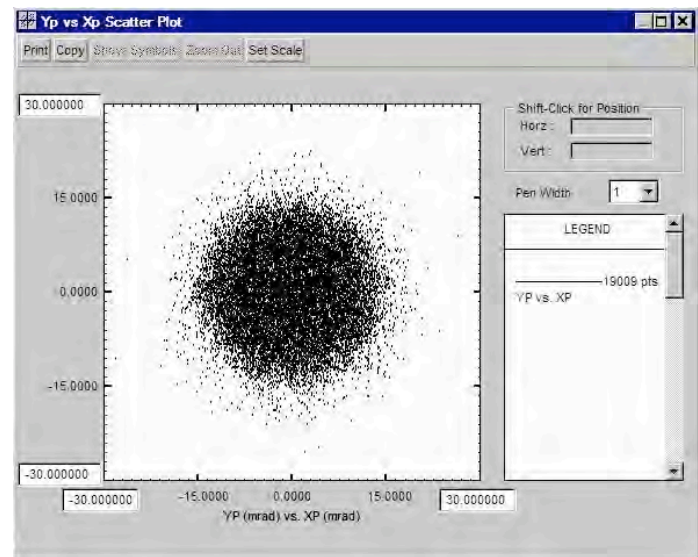 Yp vs Xp Scatter Plot
Print Copy Show Symbols Zoom Out Set Scale
30.000000
15.0000
0.0000
-15.0000
-30.000000
-30.000000 -15.0000 0.0000 15.0000 30.000000
YP (mrad) vs. XP (mrad)
Shift-Click for Position
Horz :
Vert :
Pen Width 1
LEGEND
19009 pts
YP vs. XP